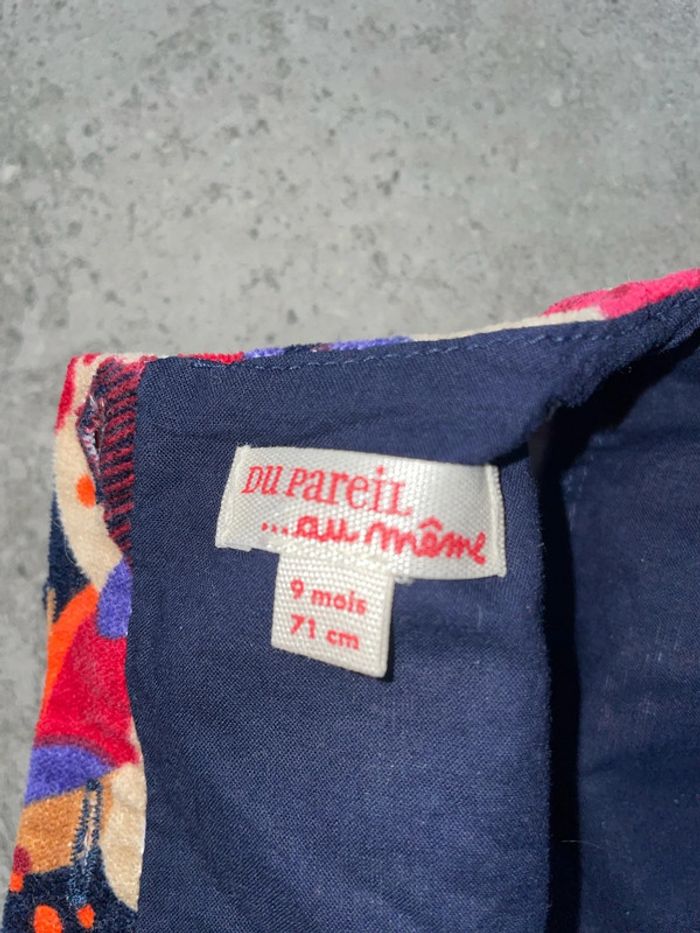 DU PAREIL
...au même
9 mois
71 cm